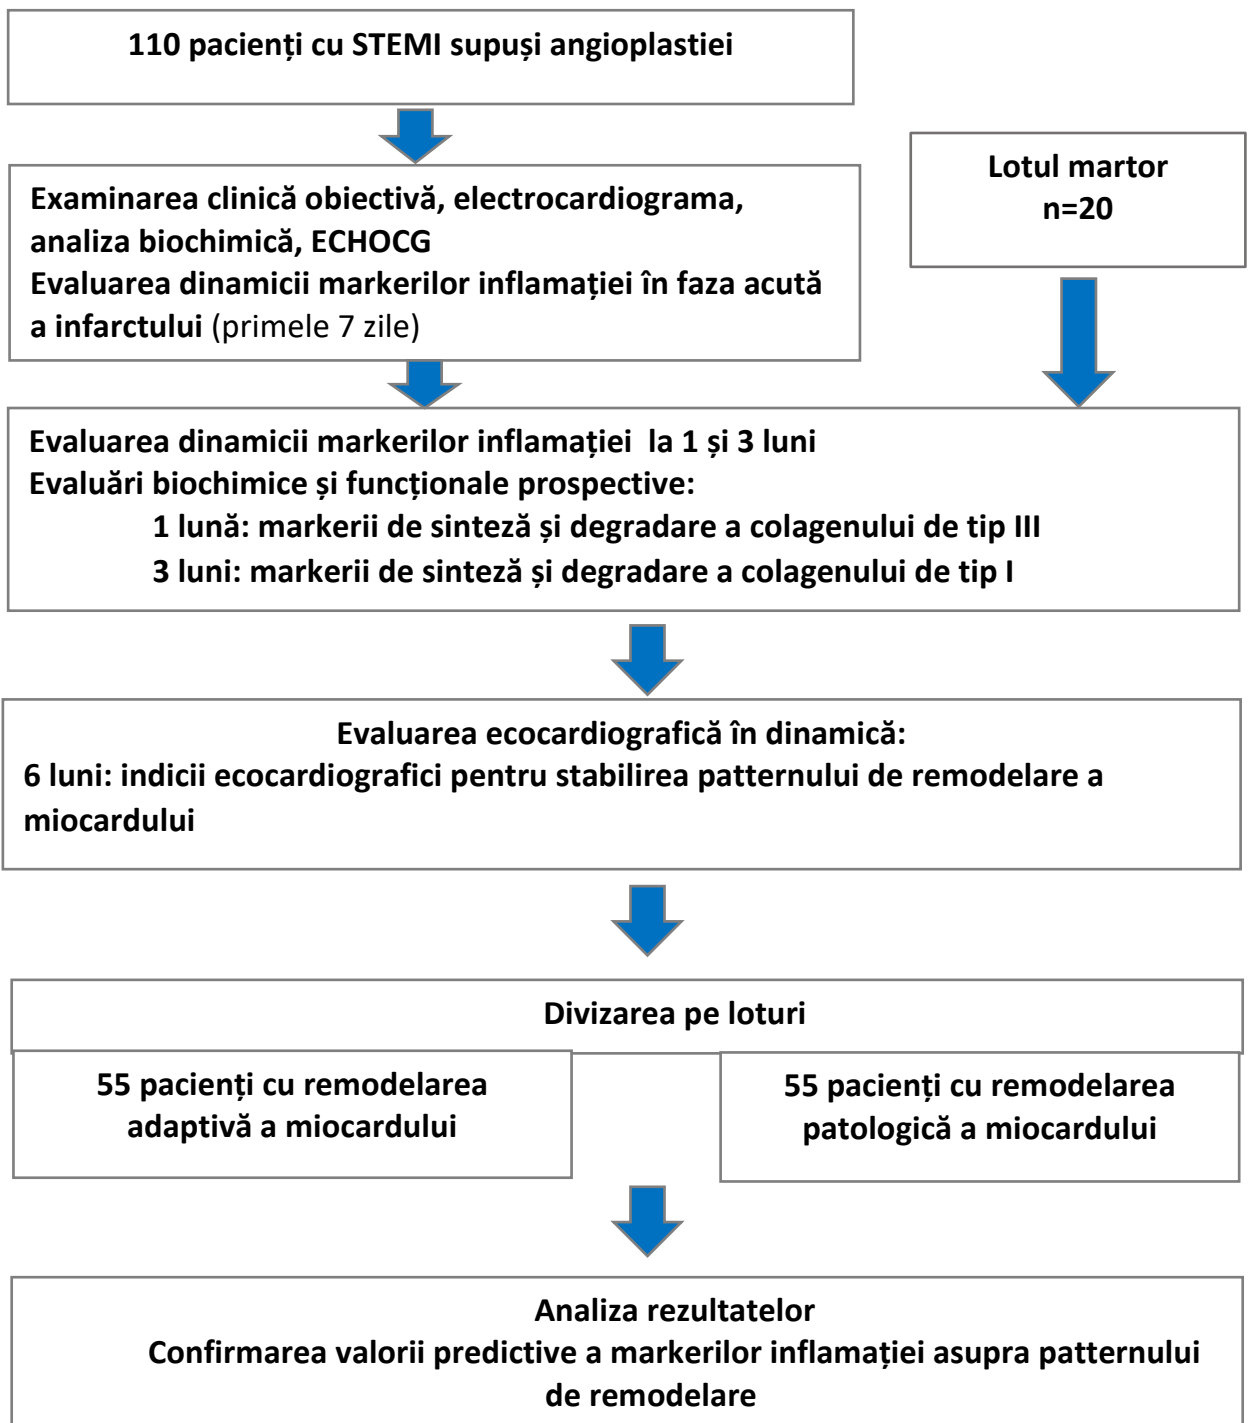 110 pacienți cu STEMI supuși angioplastiei
Examinarea clinică obiectivă, electrocardiograma,
analiza biochimică, ECHOCG
Evaluarea dinamicii markerilor inflamației în faza acută
a infarctului (primele 7 zile)
Lotul martor
n=20
Evaluarea dinamicii markerilor inflamației la 1 și 3 luni
Evaluări biochimice și funcționale prospective:
1 lună: markerii de sinteză și degradare a colagenului de tip III
3 luni: markerii de sinteză și degradare a colagenului de tip I
Evaluarea ecocardiografică în dinamică:
6 luni: indicii ecocardiografici pentru stabilirea patternului de remodelare a
miocardului
Divizarea pe loturi
55 pacienți cu remodelarea
adaptivă a miocardului
55 pacienți cu remodelarea
patologică a miocardului
Analiza rezultatelor
Confirmarea valorii predictive a markerilor inflamației asupra patternului
de remodelare